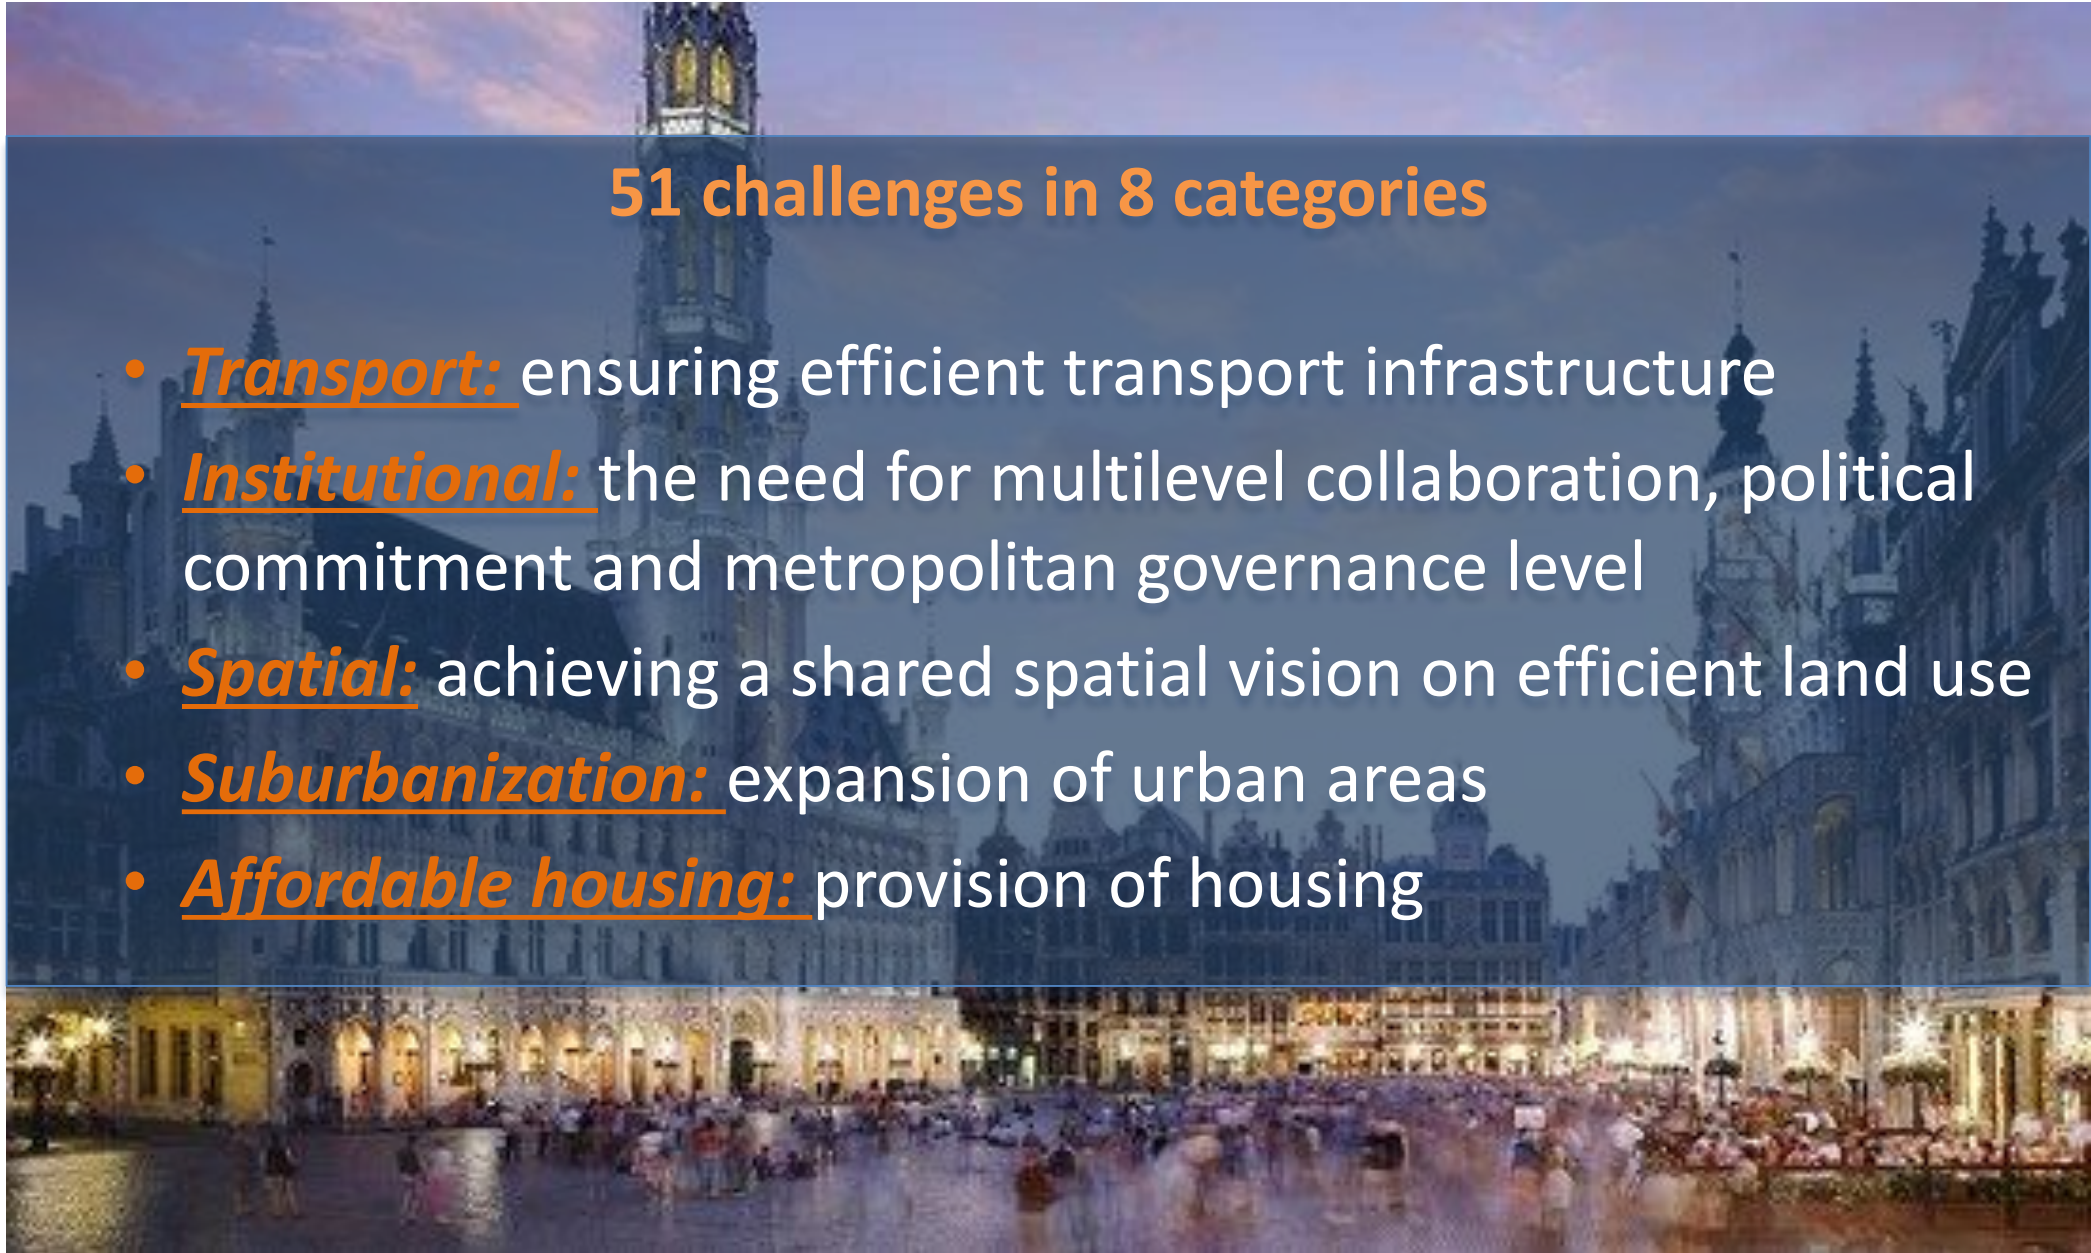 51 challenges in 8 categories
• Transport: ensuring efficient transport infrastructure
• Institutional: the need for multilevel collaboration, political
commitment and metropolitan governance level
• Spatial: achieving a shared spatial vision on efficient land use
• Suburbanization: expansion of urban areas
• Affordable housing: provision of housing